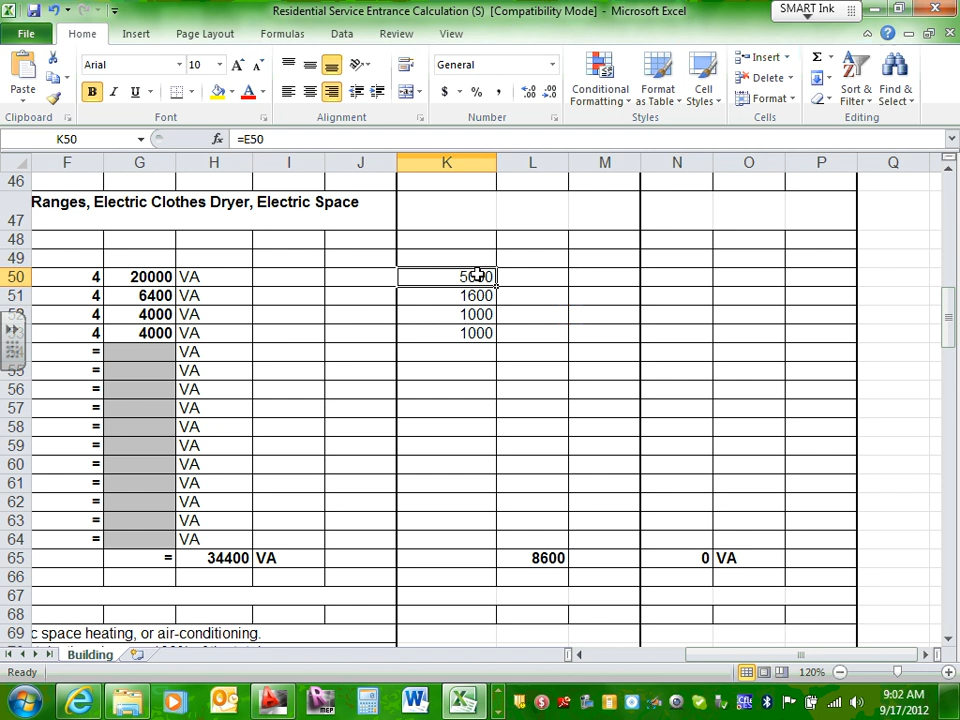 Residential Service Entrance Calculation (S) [Compatibility Mode] - Microsoft Excel
SMART Ink
File Home Insert Page Layout Formulas Data Review View
Arial 10 General
Paste B I U $ % , Conditional Formatting Format as Table Cell Styles Insert Delete Format Σ Sort & Filter Find & Select
Clipboard Font Alignment Number Styles Cells Editing
K50 fx =E50
F G H I J K L M N O P Q
46
47 Ranges, Electric Clothes Dryer, Electric Space
48
49
50 4 20000 VA
51 4 6400 VA 1600
52 4 4000 VA 1000
4 4000 VA 1000
= VA
55 = VA
56 = VA
57 = VA
58 = VA
59 = VA
60 = VA
61 = VA
62 = VA
63 = VA
64 = VA
65 = 34400 VA 8600 0 VA
66
67
68
69 c space heating, or air-conditioning.
Building
Ready 120%
9:02 AM
9/17/2012